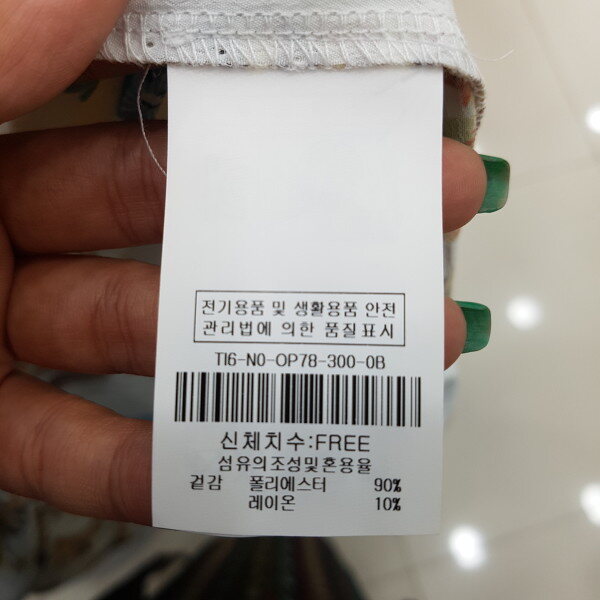 전기용품 및 생활용품 안전
관리법에 의한 품질표시
TI6-N0-OP78-300-0B
신체치수:FREE
섬유의조성및혼용율
겉감 폴리에스터 90%
레이온 10%